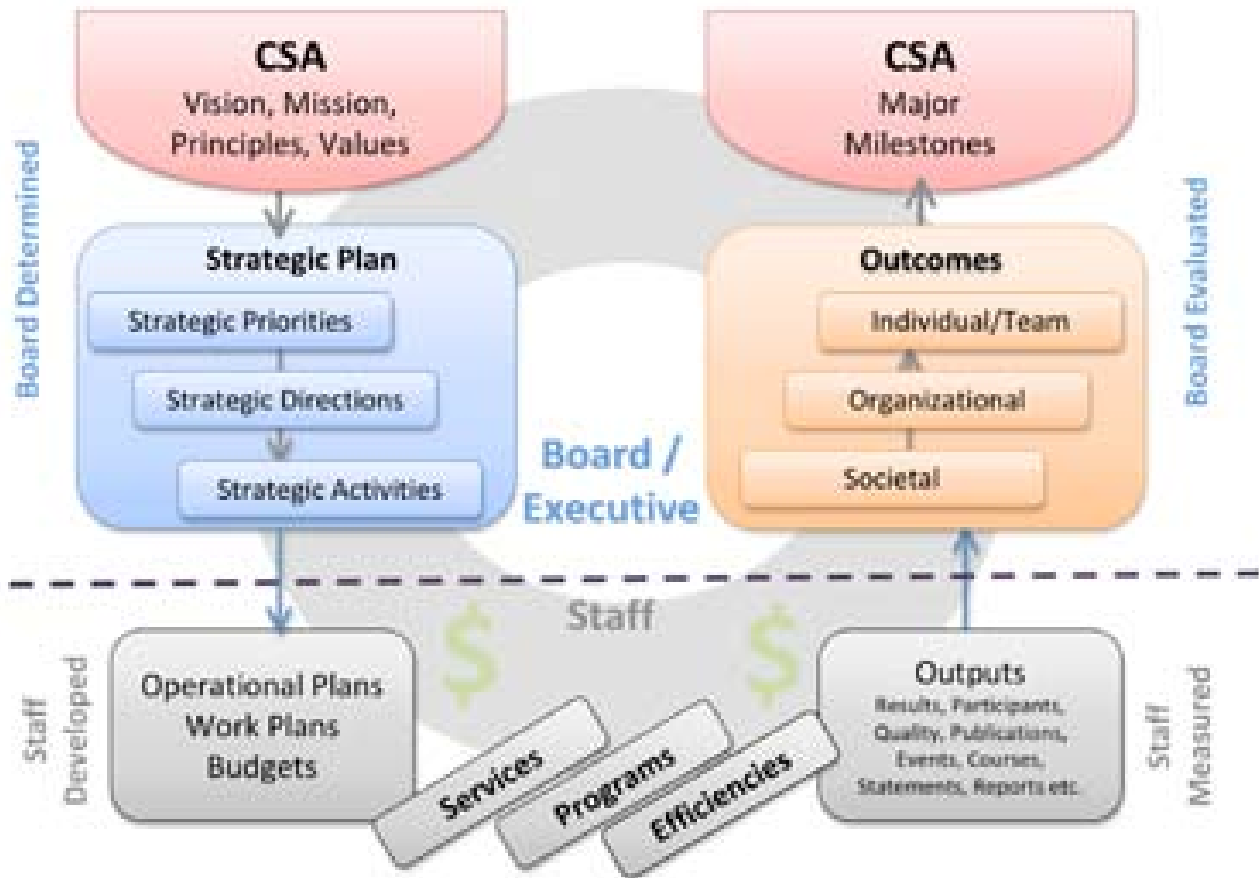 CSA
Vision, Mission,
Principles, Values
CSA
Major
Milestones
Board Determined
Strategic Plan
Strategic Priorities
Strategic Directions
Strategic Activities
Board /
Executive
Outcomes
Individual/Team
Organizational
Societal
Board Evaluated
Staff
$
$
Staff
Developed
Operational Plans
Work Plans
Budgets
Services
Programs
Efficiencies
Outputs
Results, Participants,
Quality, Publications,
Events, Courses,
Statements, Reports etc.
Staff
Measured